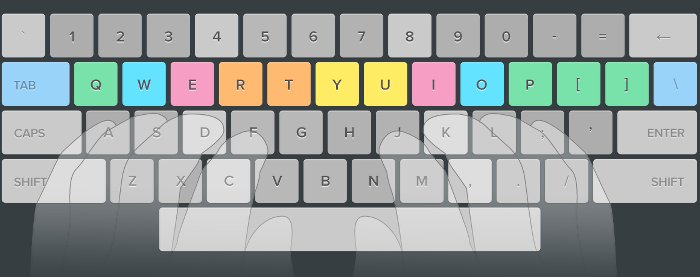 ` 1 2 3 4 5 6 7 8 9 0 - = ←
TAB Q W E R T Y U I O P [ ] \
CAPS A S D F G H J K L ; ' ENTER
SHIFT Z X C V B N M , . / SHIFT